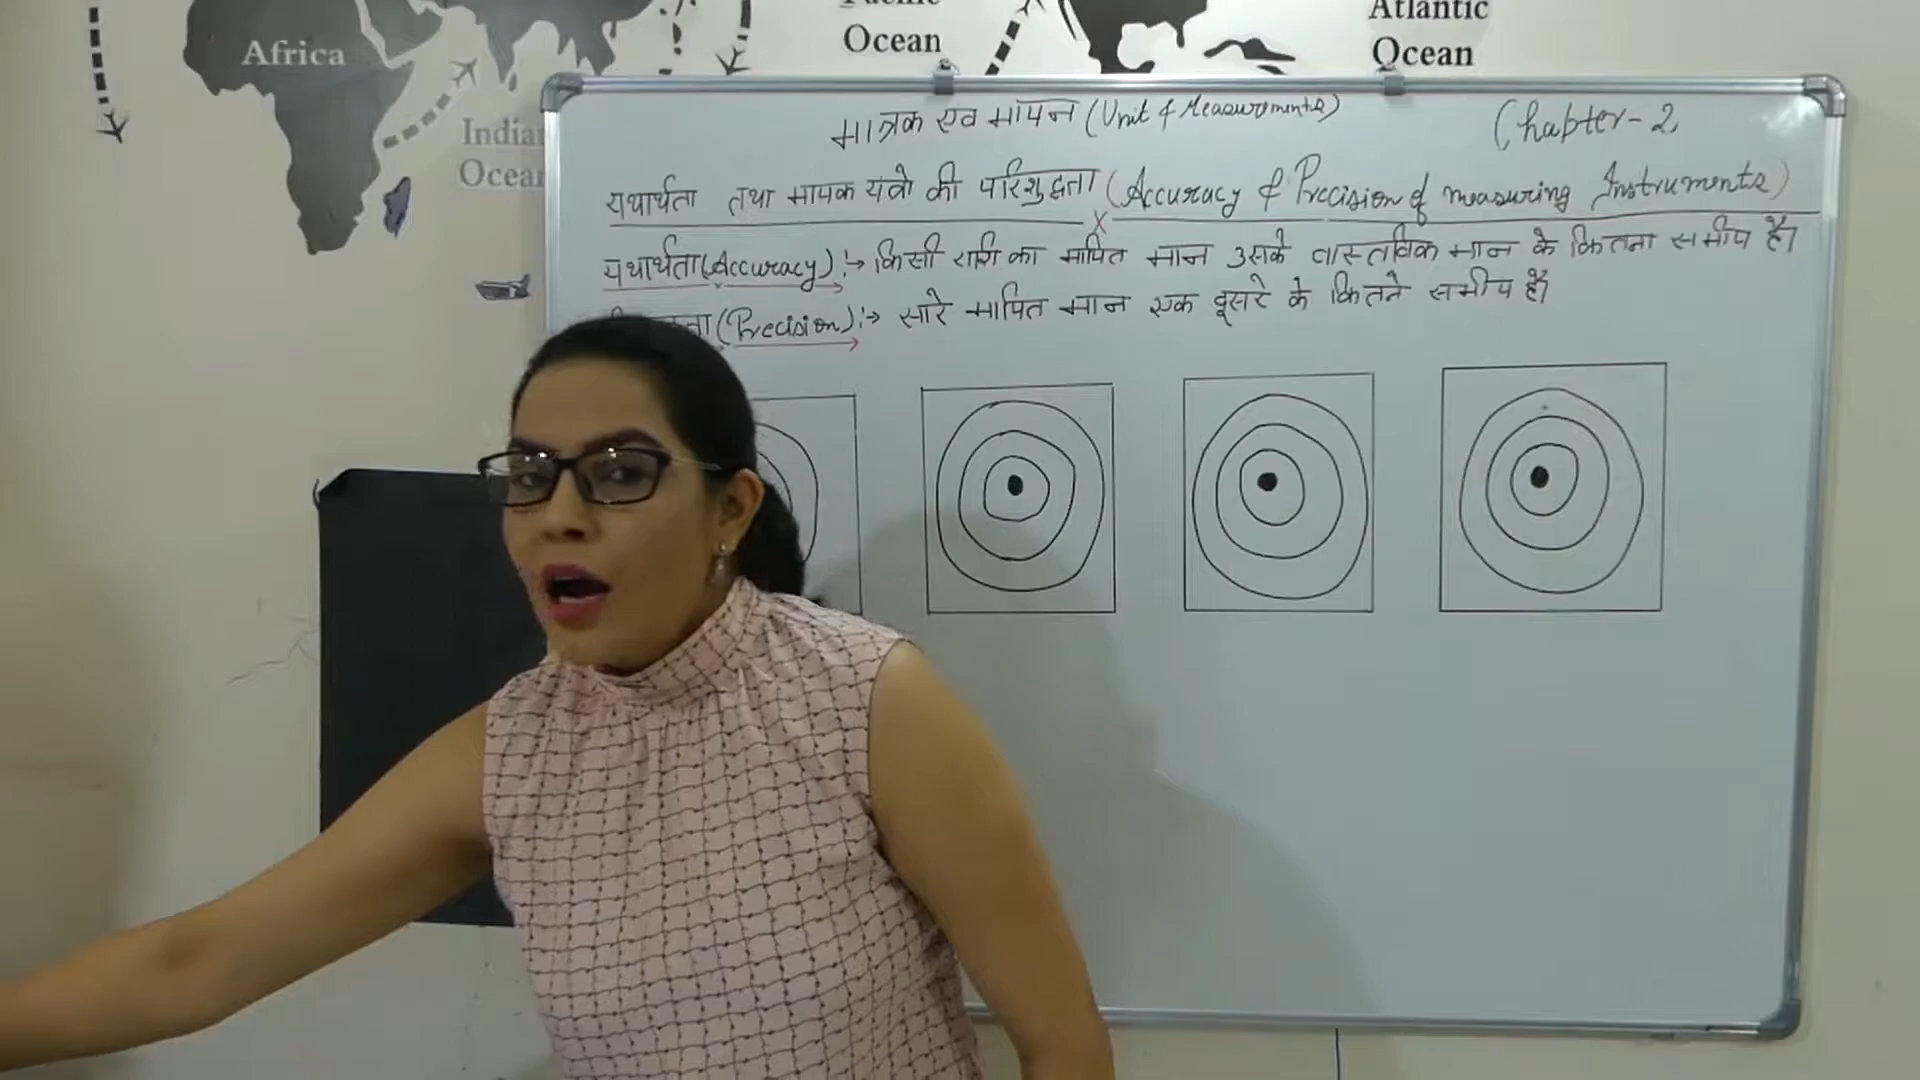 Africa
Ocean
Atlantic
Ocean
Ocean
मात्रक एवं मापन (Unit & Measurements)
Chapter-2
यथार्थता तथा मापक यंत्रो की परिशुद्धता (Accuracy & Precision of measuring Instruments)
यथार्थता (Accuracy) :→ किसी राशि का मापित मान उसके वास्तविक मान के कितना समीप है।
(Precision) :→ सारे मापित मान एक दूसरे के कितने समीप है।